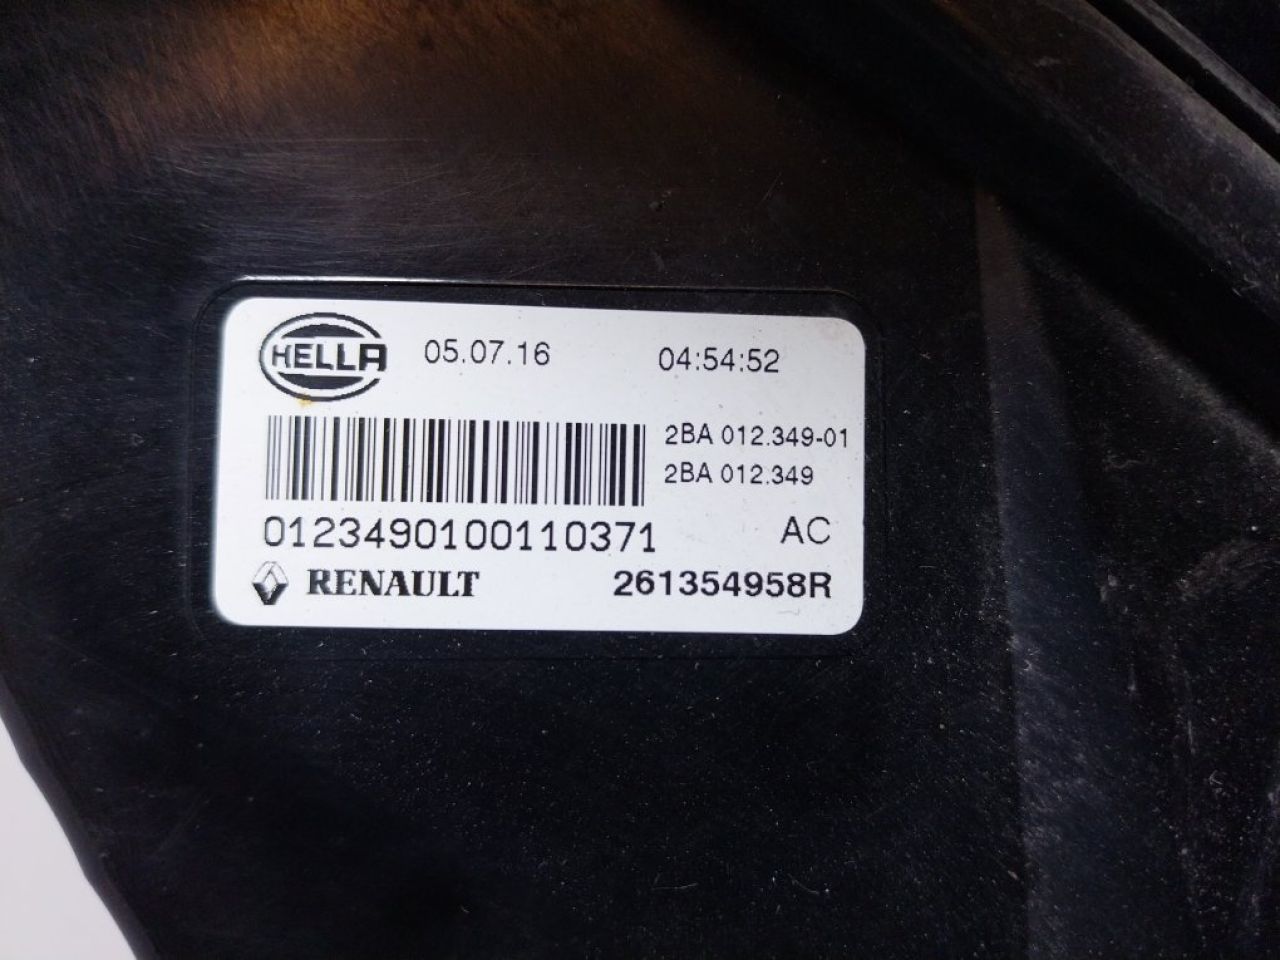 HELLA 05.07.16 04:54:52
2BA 012.349-01
2BA 012.349
0123490100110371 AC
RENAULT 261354958R